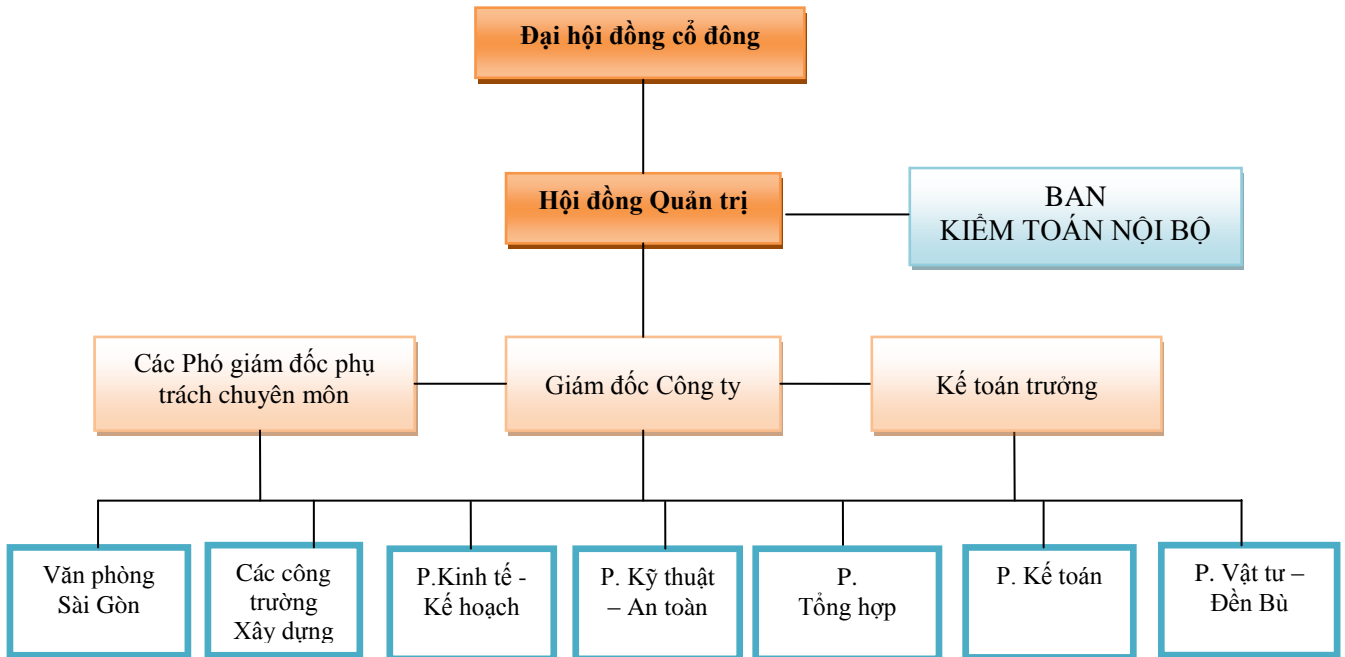 Đại hội đồng cổ đông
Hội đồng Quản trị
BAN
KIỂM TOÁN NỘI BỘ
Các Phó giám đốc phụ
trách chuyên môn
Giám đốc Công ty
Kế toán trưởng
Văn phòng
Sài Gòn
Các công
trường
Xây dựng
P.Kinh tế -
Kế hoạch
P. Kỹ thuật
– An toàn
P.
Tổng hợp
P. Kế toán
P. Vật tư –
Đền Bù